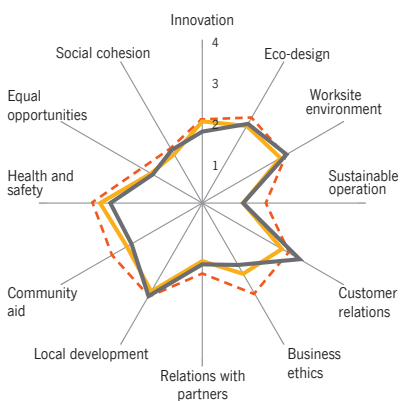 Innovation
4
Social cohesion
Eco-design
3
Equal
opportunities
Worksite
environment
2
Health and
safety
1
Sustainable
operation
Community
aid
Customer
relations
Local development
Business
ethics
Relations with
partners